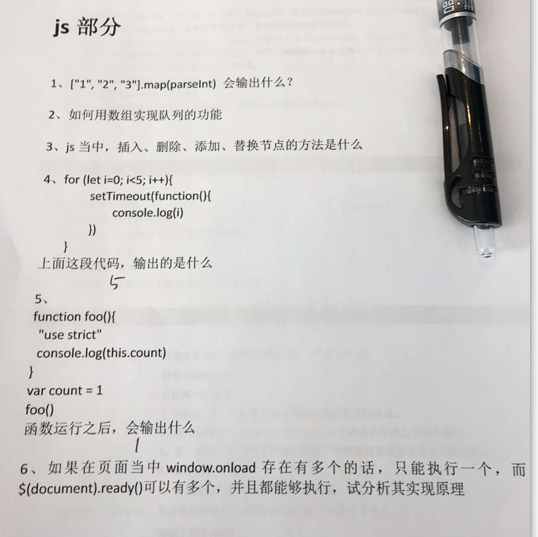 js 部分
1、["1", "2", "3"].map(parseInt) 会输出什么？
2、如何用数组实现队列的功能
3、js 当中，插入、删除、添加、替换节点的方法是什么
4、for (let i=0; i<5; i++){
setTimeout(function(){
console.log(i)
})
}
上面这段代码，输出的是什么
5
5、
function foo(){
"use strict"
console.log(this.count)
}
var count = 1
foo()
函数运行之后，会输出什么
1
6、如果在页面当中 window.onload 存在有多个的话，只能执行一个，而
$(document).ready()可以有多个，并且都能够执行，试分析其实现原理